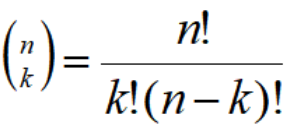 (n k) = n! / k!(n − k)!